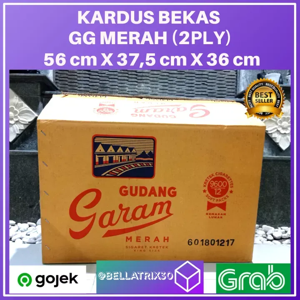 KARDUS BEKAS
GG MERAH (2PLY)
56 cm X 37,5 cm X 36 cm
BEST
SELLER
GUDANG
Garam
MERAH
601801217
gojek
@BELLATRIX30
Grab